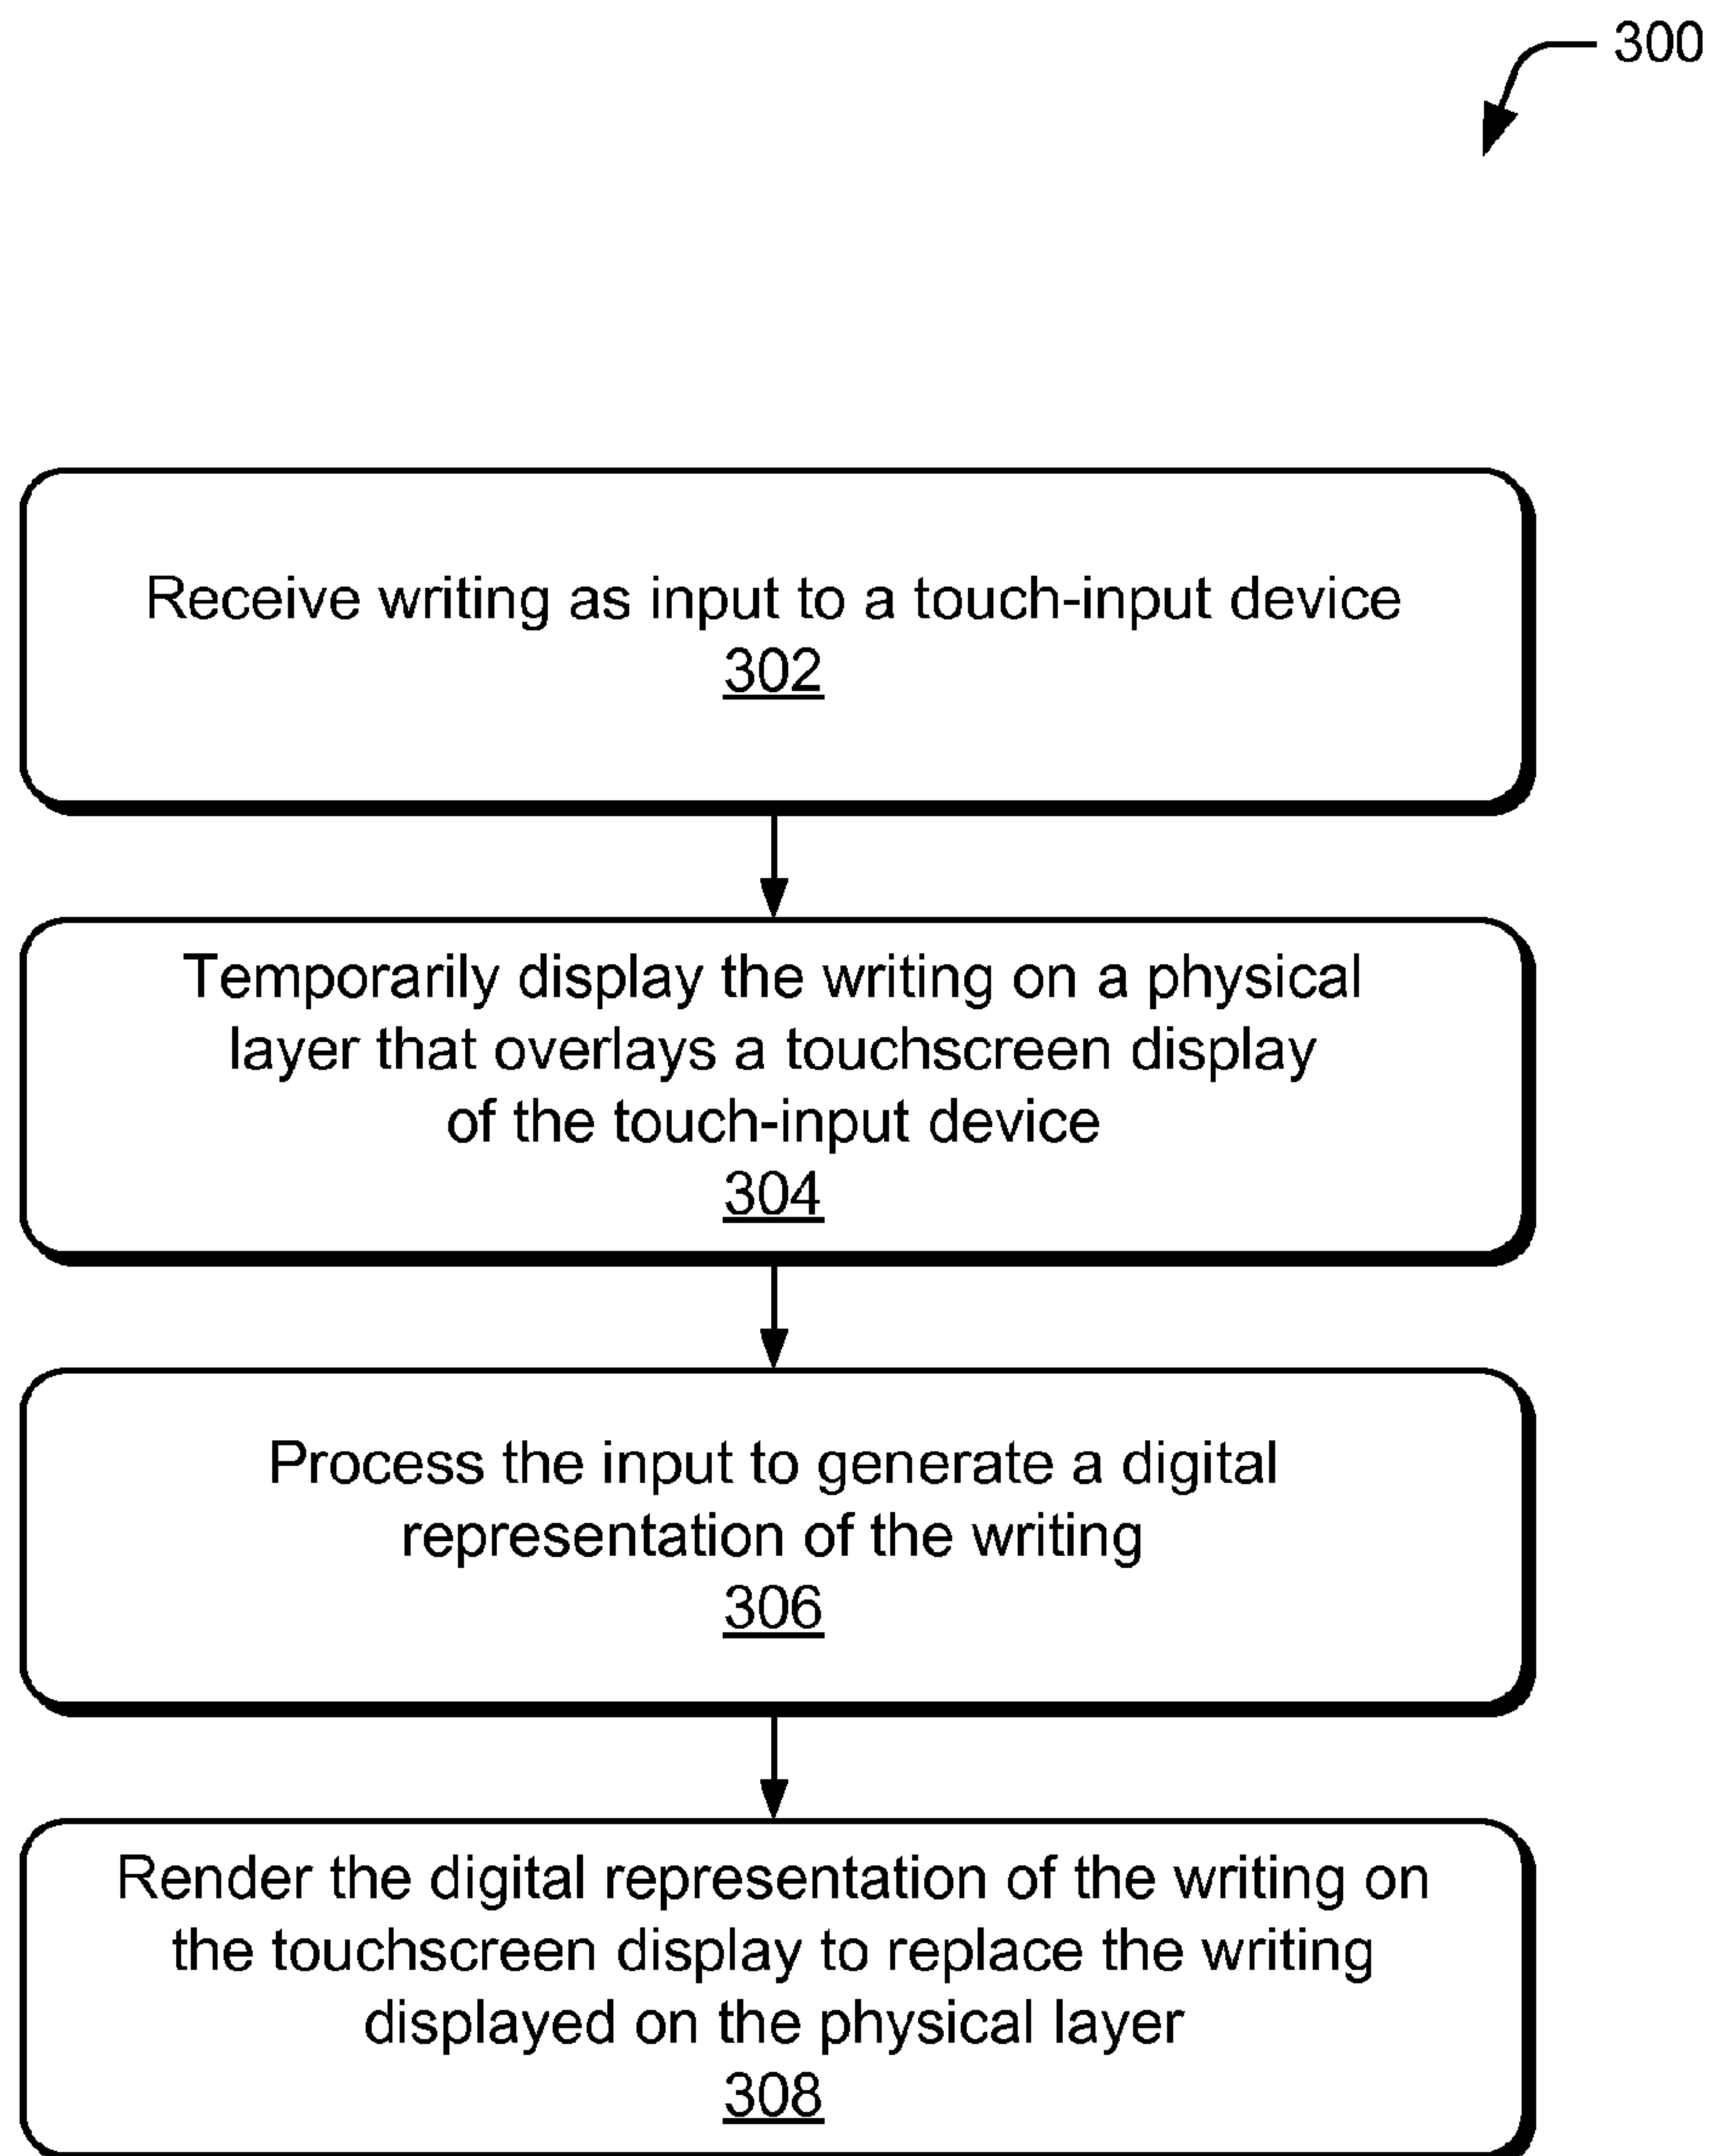 300
Receive writing as input to a touch-input device
302
Temporarily display the writing on a physical
layer that overlays a touchscreen display
of the touch-input device
304
Process the input to generate a digital
representation of the writing
306
Render the digital representation of the writing on
the touchscreen display to replace the writing
displayed on the physical layer
308